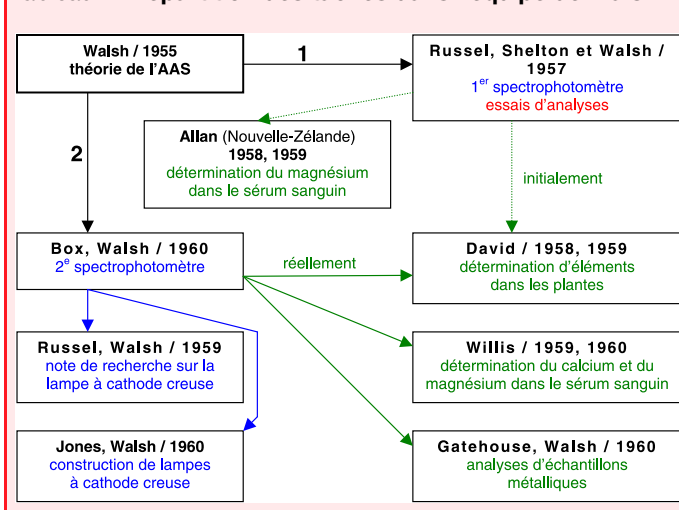 Walsh / 1955
théorie de l'AAS
1
Russel, Shelton et Walsh /
1957
1er spectrophotomètre
essais d'analyses
Allan (Nouvelle-Zélande)
1958, 1959
détermination du magnésium
dans le sérum sanguin
2
initialement
Box, Walsh / 1960
2e spectrophotomètre
réellement
David / 1958, 1959
détermination d'éléments
dans les plantes
Russel, Walsh / 1959
note de recherche sur la
lampe à cathode creuse
Willis / 1959, 1960
détermination du calcium et du
magnésium dans le sérum sanguin
Jones, Walsh / 1960
construction de lampes
à cathode creuse
Gatehouse, Walsh / 1960
analyses d'échantillons
métalliques